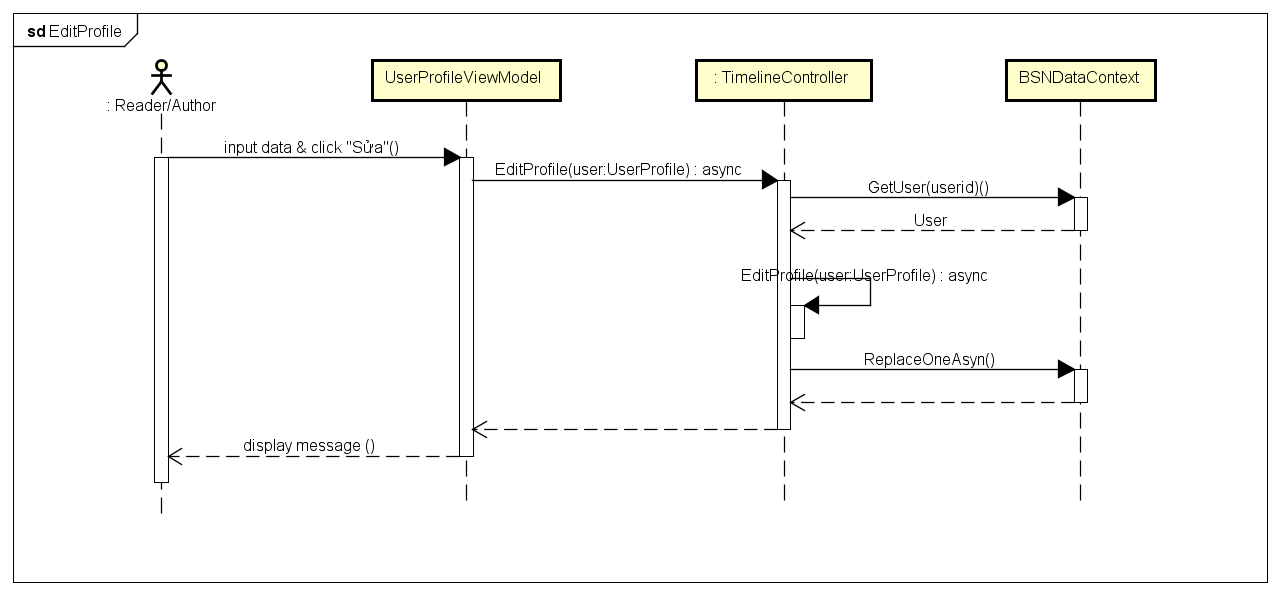 sd EditProfile
: Reader/Author
UserProfileViewModel
: TimelineController
BSNDataContext
input data & click "Sửa"()
EditProfile(user:UserProfile) : async
GetUser(userid)()
User
EditProfile(user:UserProfile) : async
ReplaceOneAsyn()
display message ()